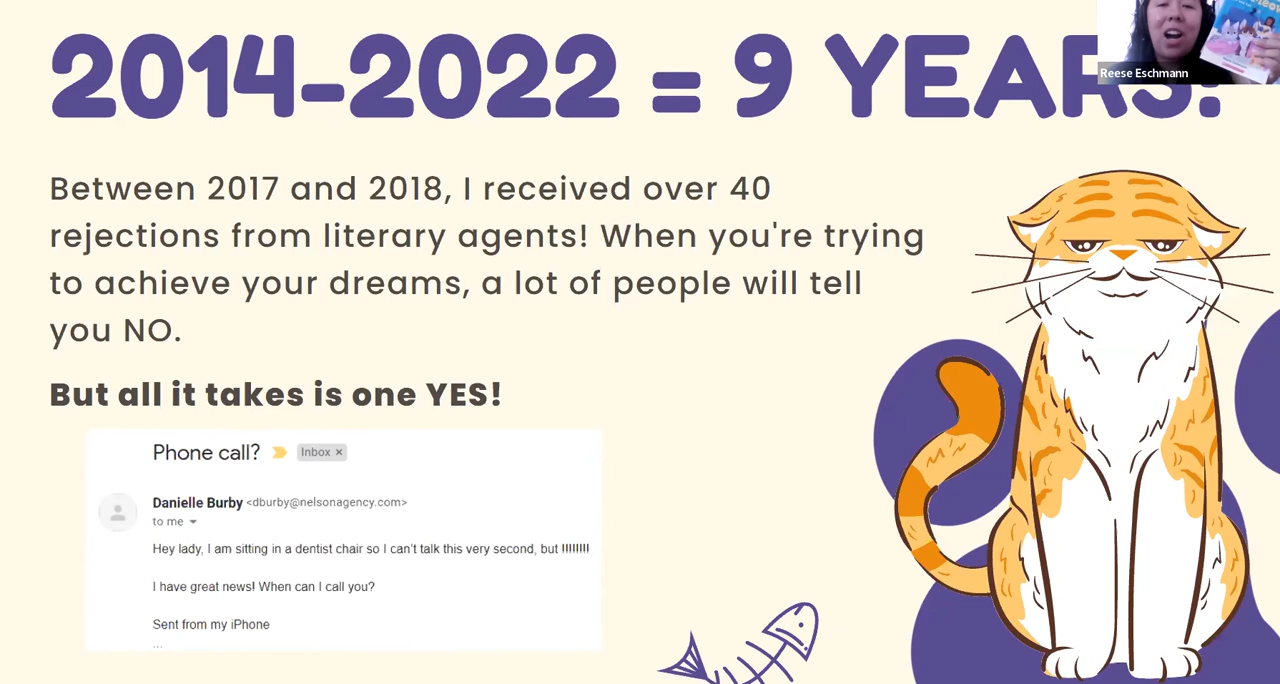 2014-2022 = 9 YEARS!
Reese Eschmann
Between 2017 and 2018, I received over 40
rejections from literary agents! When you're trying
to achieve your dreams, a lot of people will tell
you NO.
But all it takes is one YES!
Phone call? Inbox ×
Danielle Burby <dburby@nelsonagency.com>
to me
Hey lady, I am sitting in a dentist chair so I can't talk this very second, but !!!!!!!!
I have great news! When can I call you?
Sent from my iPhone
...